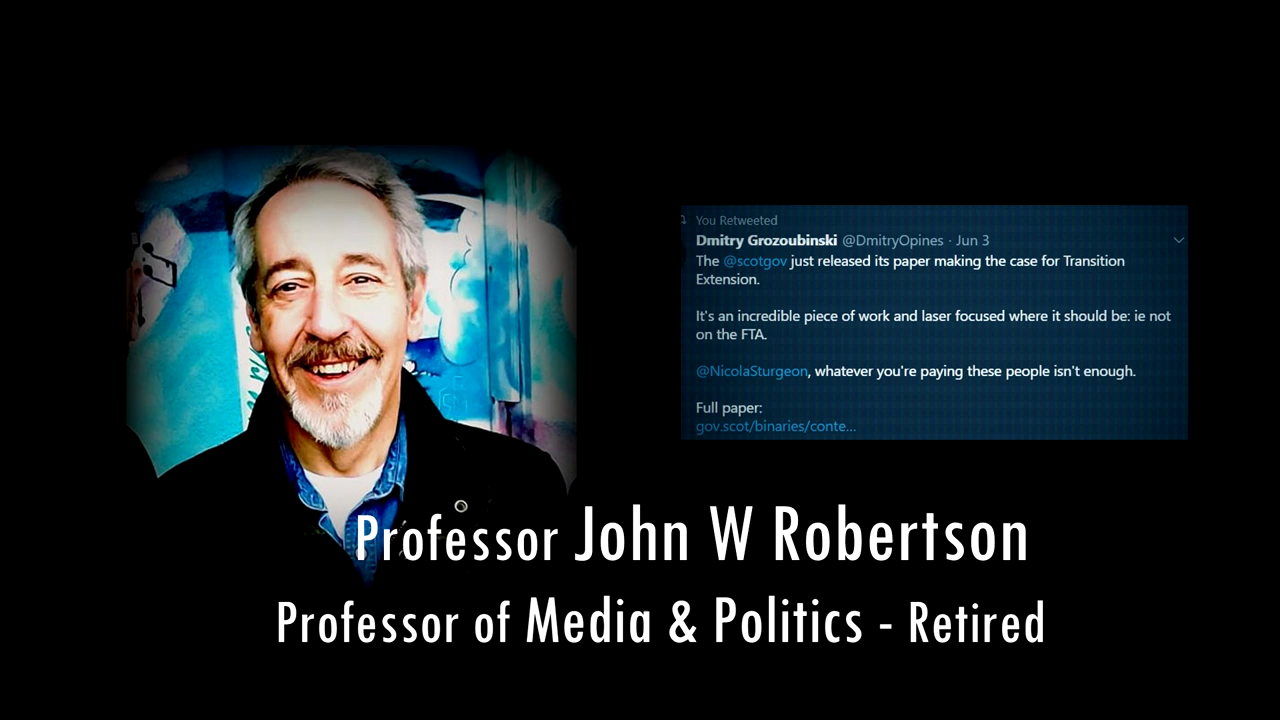 You Retweeted
Dmitry Grozoubinski @DmitryOpines · Jun 3
The @scotgov just released its paper making the case for Transition
Extension.
It's an incredible piece of work and laser focused where it should be: ie not
on the FTA.
@NicolaSturgeon, whatever you're paying these people isn't enough.
Full paper:
gov.scot/binaries/conte...
Professor John W Robertson
Professor of Media & Politics - Retired